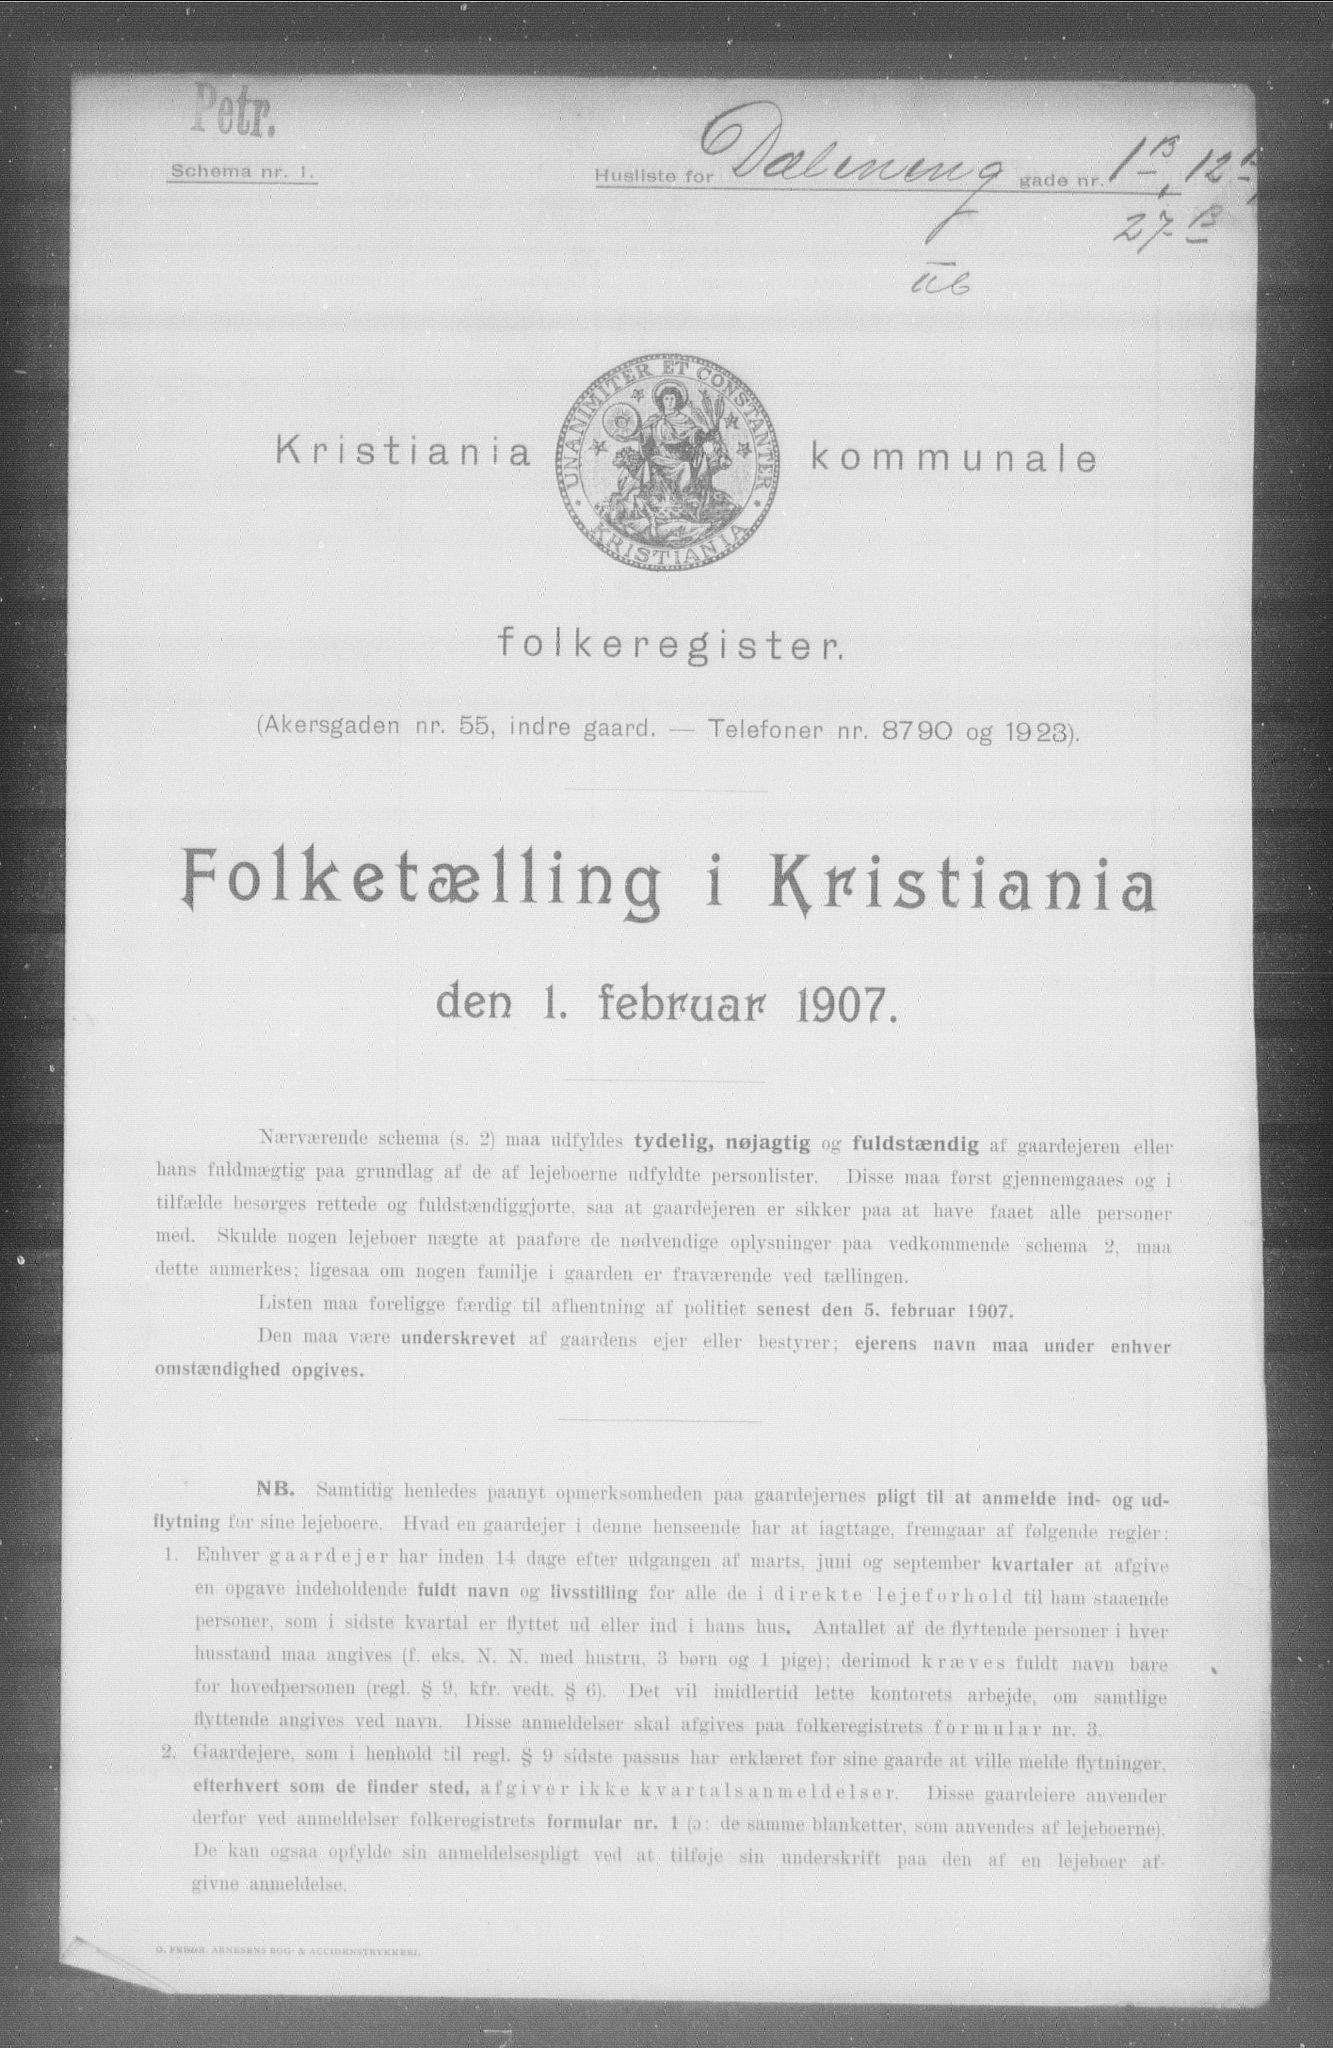 Petr.
Schema nr. 1.
Husliste for Dæleneng gade nr. 1B, 12B,
27B
UNANIMITER ET CONSTANTER
KRISTIANIA
Kristiania kommunale
folkeregister.
(Akersgaden nr. 55, indre gaard. — Telefoner nr. 8790 og 1923).
Folketælling i Kristiania
den 1. februar 1907.
Nærværende schema (s. 2) maa udfyldes tydelig, nøjagtig og fuldstændig af gaardejeren eller
hans fuldmægtig paa grundlag af de af lejeboerne udfyldte personlister. Disse maa først gjennemgaaes og i
tilfælde besørges rettede og fuldstændiggjorte, saa at gaardejeren er sikker paa at have faaet alle personer
med. Skulde nogen lejeboer nægte at paaføre de nødvendige oplysninger paa vedkommende schema 2, maa
dette anmerkes; ligesaa om nogen familje i gaarden er fraværende ved tællingen.
Listen maa foreligge færdig til afhentning af politiet senest den 5. februar 1907.
Den maa være underskrevet af gaardens ejer eller bestyrer; ejerens navn maa under enhver
omstændighed opgives.
NB. Samtidig henledes paanyt opmerksomheden paa gaardejernes pligt til at anmelde ind- og ud-
flytning for sine lejeboere. Hvad en gaardejer i denne henseende har at iagttage, fremgaar af følgende regler:
1. Enhver gaardejer har inden 14 dage efter udgangen af marts, juni og september kvartaler at afgive
en opgave indeholdende fuldt navn og livsstilling for alle de i direkte lejeforhold til ham staaende
personer, som i sidste kvartal er flyttet ud eller ind i hans hus. Antallet af de flyttende personer i hver
husstand maa angives (f. eks. N. N. med hustru, 3 børn og 1 pige); derimod kræves fuldt navn bare
for hovedpersonen (regl. § 9, kfr. vedt. § 6). Det vil imidlertid lette kontorets arbejde, om samtlige
flyttende angives ved navn. Disse anmeldelser skal afgives paa folkeregistrets formular nr. 3.
2. Gaardejere, som i henhold til regl. § 9 sidste passus har erklæret for sine gaarde at ville melde flytninger,
efterhvert som de finder sted, afgiver ikke kvartalsanmeldelser. Disse gaardeiere anvender
derfor ved anmeldelser folkeregistrets formular nr. 1 (ɔ: de samme blanketter, som anvendes af lejeboerne).
De kan ogsaa opfylde sin anmeldelsespligt ved at tilføje sin underskrift paa den af en lejeboer af-
givne anmeldelse.
O. FREDR. ARNESENS BOG- & ACCIDENSTRYKKERI.